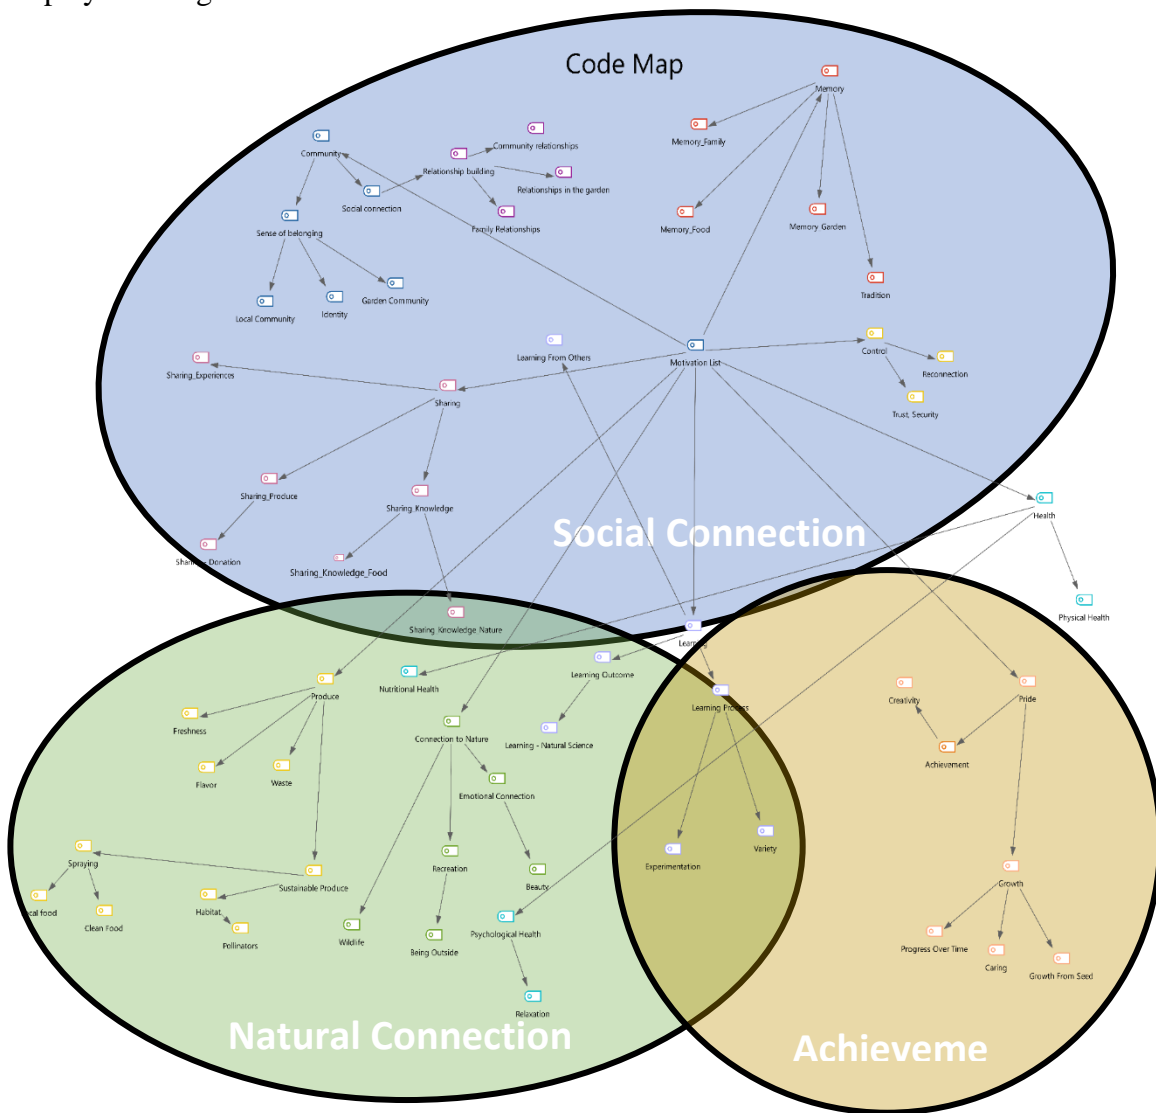 Code Map
Memory
Memory_Family
Community relationships
Community
Relationship building
Relationships in the garden
Social connection
Sense of belonging
Family Relationships
Memory_Food
Memory Garden
Tradition
Garden Community
Local Community
Identity
Learning From Others
Motivation List
Control
Reconnection
Sharing_Experiences
Sharing
Trust, Security
Sharing_Produce
Sharing_Knowledge
Health
Social Connection
Donation
Sharing_Knowledge_Food
Physical Health
Sharing_Knowledge_Nature
Learning
Nutritional Health
Learning Outcome
Produce
Learning Process
Creativity
Pride
Freshness
Connection to Nature
Learning - Natural Science
Achievement
Flavor
Waste
Emotional Connection
Spraying
Recreation
Beauty
Experimentation
Variety
Sustainable Produce
Growth
food
Clean Food
Habitat
Pollinators
Wildlife
Being Outside
Psychological Health
Progress Over Time
Caring
Growth From Seed
Relaxation
Natural Connection
Achieveme